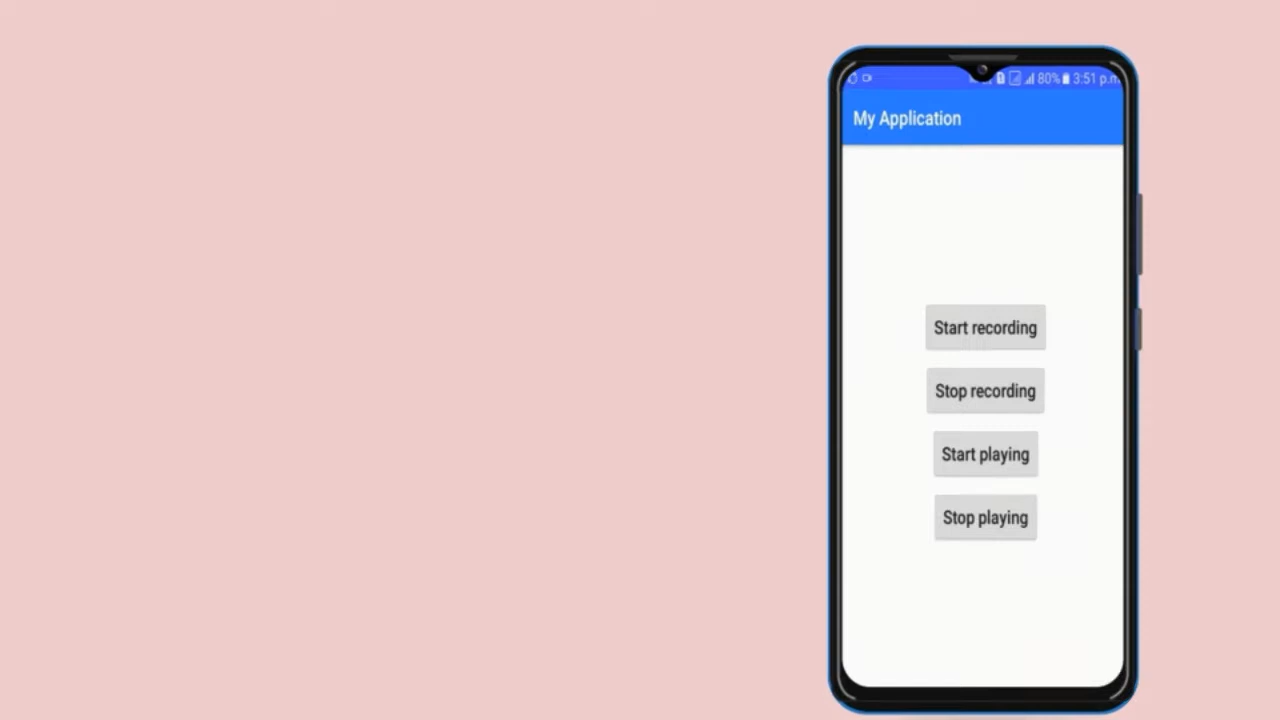 80% 3:51 p.m
My Application
Start recording
Stop recording
Start playing
Stop playing